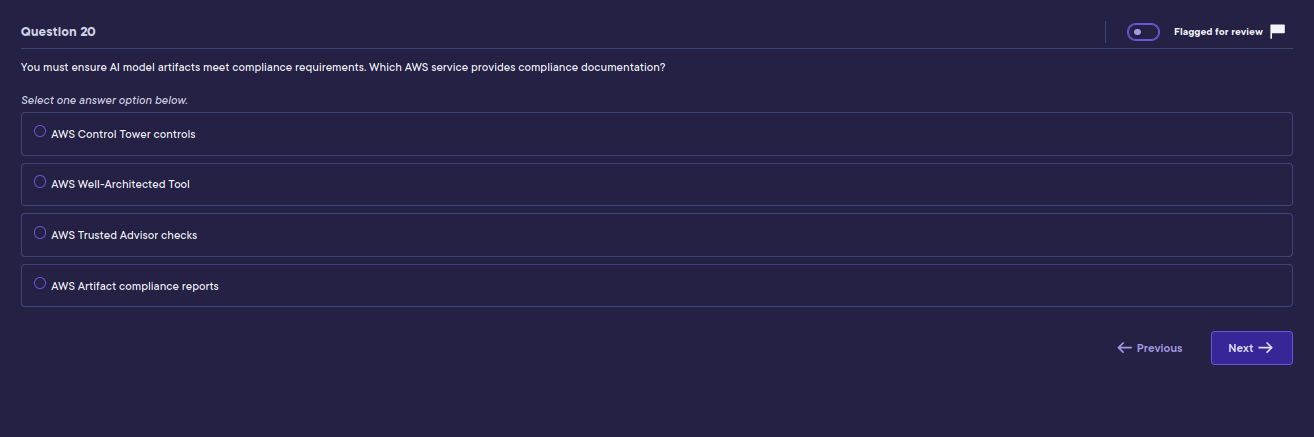 Question 20
Flagged for review
You must ensure AI model artifacts meet compliance requirements. Which AWS service provides compliance documentation?
Select one answer option below.
AWS Control Tower controls
AWS Well-Architected Tool
AWS Trusted Advisor checks
AWS Artifact compliance reports
Previous
Next